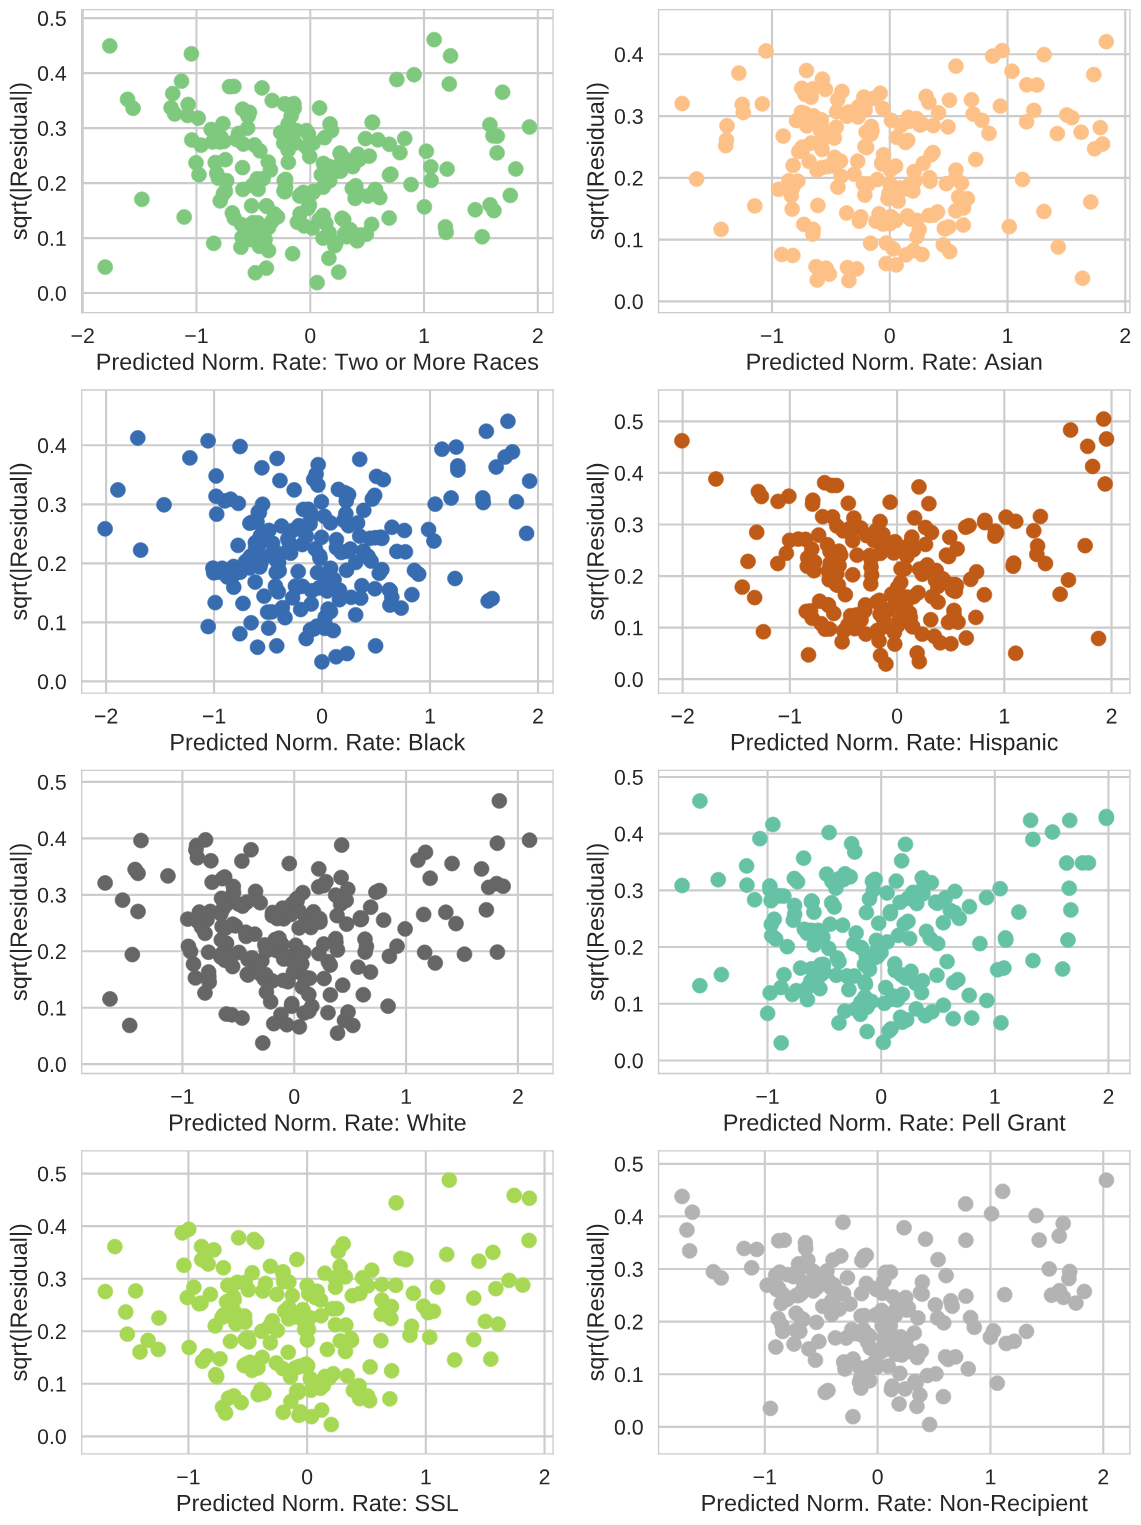 0.5
0.4
0.3
0.2
0.1
0.0
sqrt(|Residual|)
−2 −1 0 1 2
Predicted Norm. Rate: Two or More Races
0.4
0.3
0.2
0.1
0.0
sqrt(|Residual|)
−1 0 1 2
Predicted Norm. Rate: Asian
0.4
0.3
0.2
0.1
0.0
sqrt(|Residual|)
−2 −1 0 1 2
Predicted Norm. Rate: Black
0.5
0.4
0.3
0.2
0.1
0.0
sqrt(|Residual|)
−2 −1 0 1 2
Predicted Norm. Rate: Hispanic
0.5
0.4
0.3
0.2
0.1
0.0
sqrt(|Residual|)
−1 0 1 2
Predicted Norm. Rate: White
0.5
0.4
0.3
0.2
0.1
0.0
sqrt(|Residual|)
−1 0 1 2
Predicted Norm. Rate: Pell Grant
0.5
0.4
0.3
0.2
0.1
0.0
sqrt(|Residual|)
−1 0 1 2
Predicted Norm. Rate: SSL
0.5
0.4
0.3
0.2
0.1
0.0
sqrt(|Residual|)
−1 0 1 2
Predicted Norm. Rate: Non-Recipient